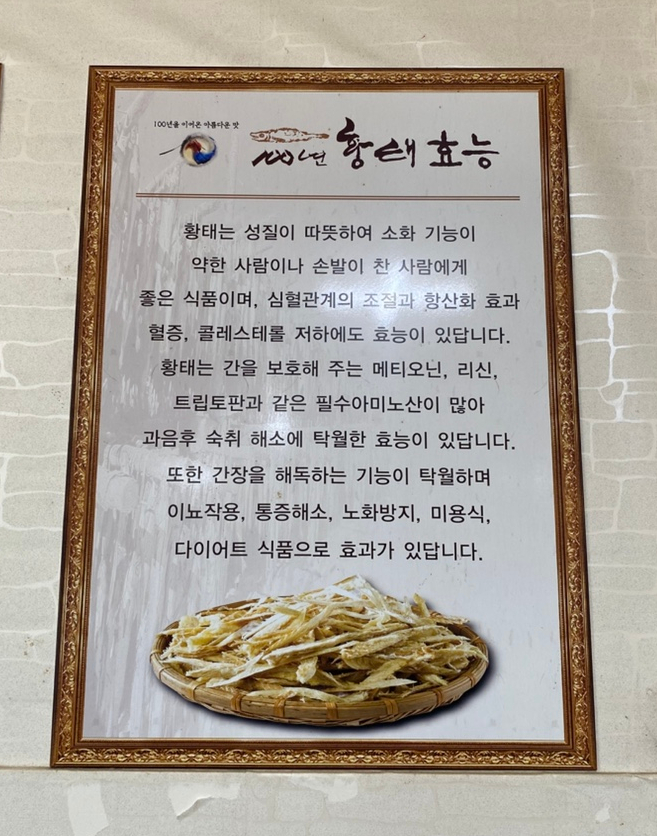 100년을 이어온 아름다운 맛
100년 황태 효능
황태는 성질이 따뜻하여 소화 기능이
약한 사람이나 손발이 찬 사람에게
좋은 식품이며, 심혈관계의 조절과 항산화 효과
혈증, 콜레스테롤 저하에도 효능이 있답니다.
황태는 간을 보호해 주는 메티오닌, 리신,
트립토판과 같은 필수아미노산이 많아
과음후 숙취 해소에 탁월한 효능이 있답니다.
또한 간장을 해독하는 기능이 탁월하며
이뇨작용, 통증해소, 노화방지, 미용식,
다이어트 식품으로 효과가 있답니다.